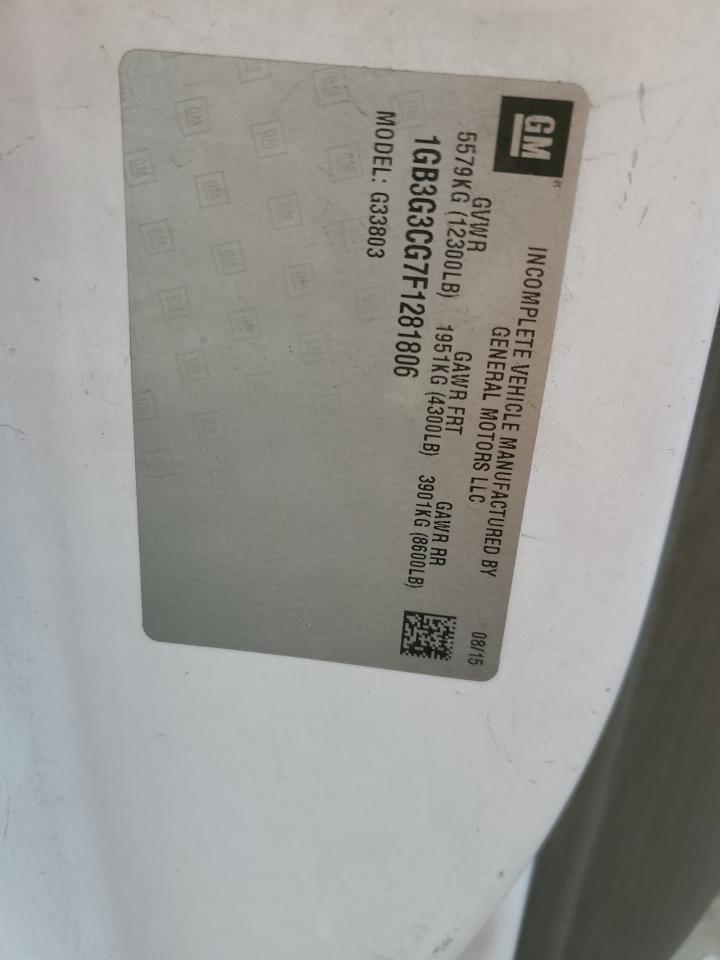 GM
INCOMPLETE VEHICLE MANUFACTURED BY
GENERAL MOTORS LLC
08/15
GVWR GAWR FRT GAWR RR
5579KG (12300LB) 1951KG (4300LB) 3901KG (8600LB)
1GB3G3CG7F1281806
MODEL: G33803